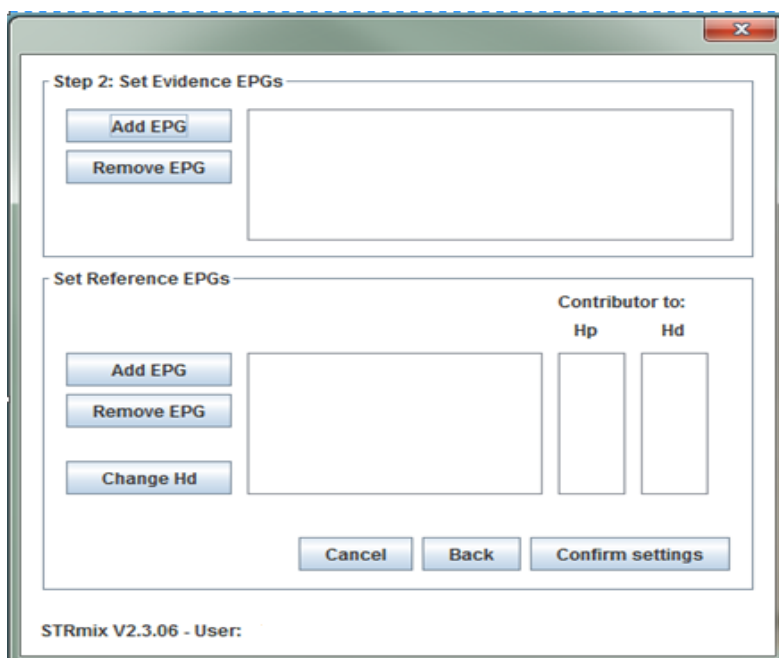 Step 2: Set Evidence EPGs
Add EPG
Remove EPG
Set Reference EPGs
Contributor to:
Hp Hd
Add EPG
Remove EPG
Change Hd
Cancel Back Confirm settings
STRmix V2.3.06 - User: